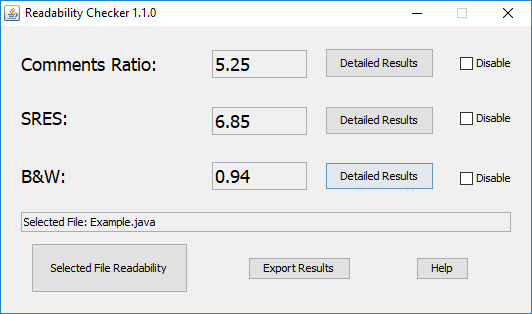 Readability Checker 1.1.0
Comments Ratio: 5.25 Detailed Results Disable
SRES: 6.85 Detailed Results Disable
B&W: 0.94 Detailed Results Disable
Selected File: Example.java
Selected File Readability Export Results Help